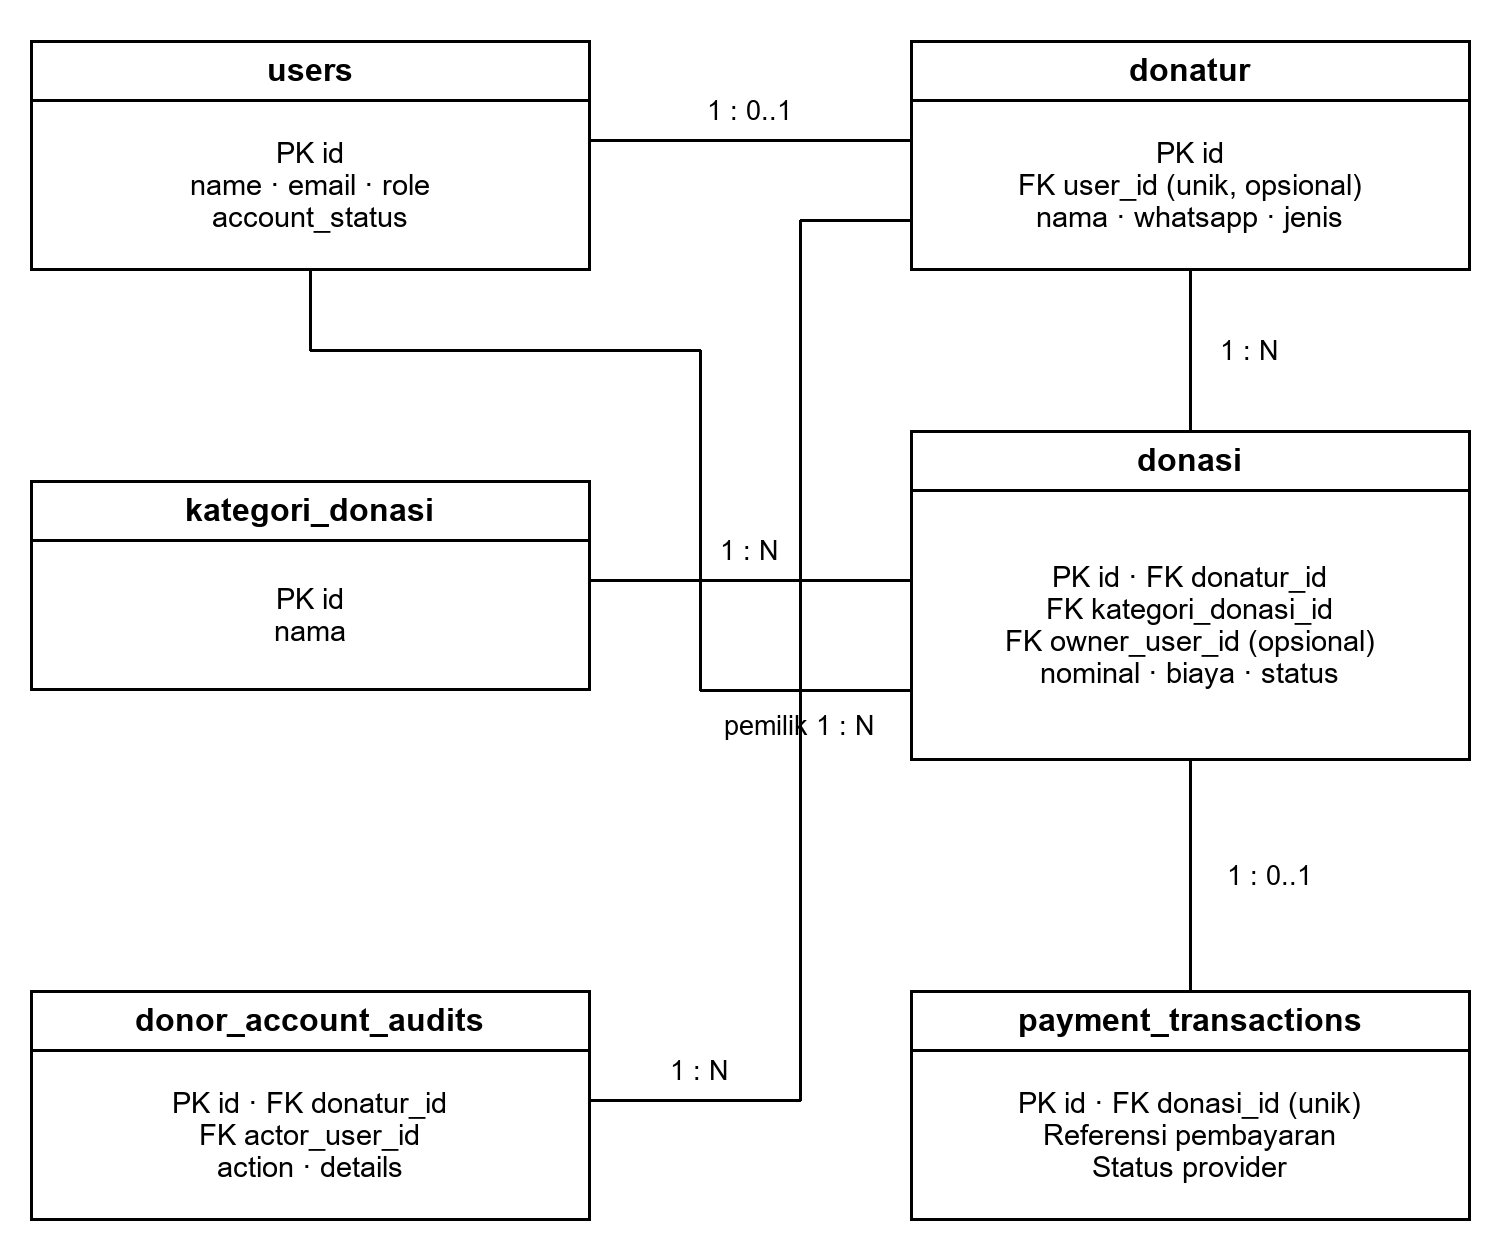 users
PK id
name · email · role
account_status
1 : 0..1
donatur
PK id
FK user_id (unik, opsional)
nama · whatsapp · jenis
1 : N
kategori_donasi
PK id
nama
1 : N
donasi
PK id · FK donatur_id
FK kategori_donasi_id
FK owner_user_id (opsional)
nominal · biaya · status
pemilik 1 : N
1 : 0..1
donor_account_audits
PK id · FK donatur_id
FK actor_user_id
action · details
1 : N
payment_transactions
PK id · FK donasi_id (unik)
Referensi pembayaran
Status provider